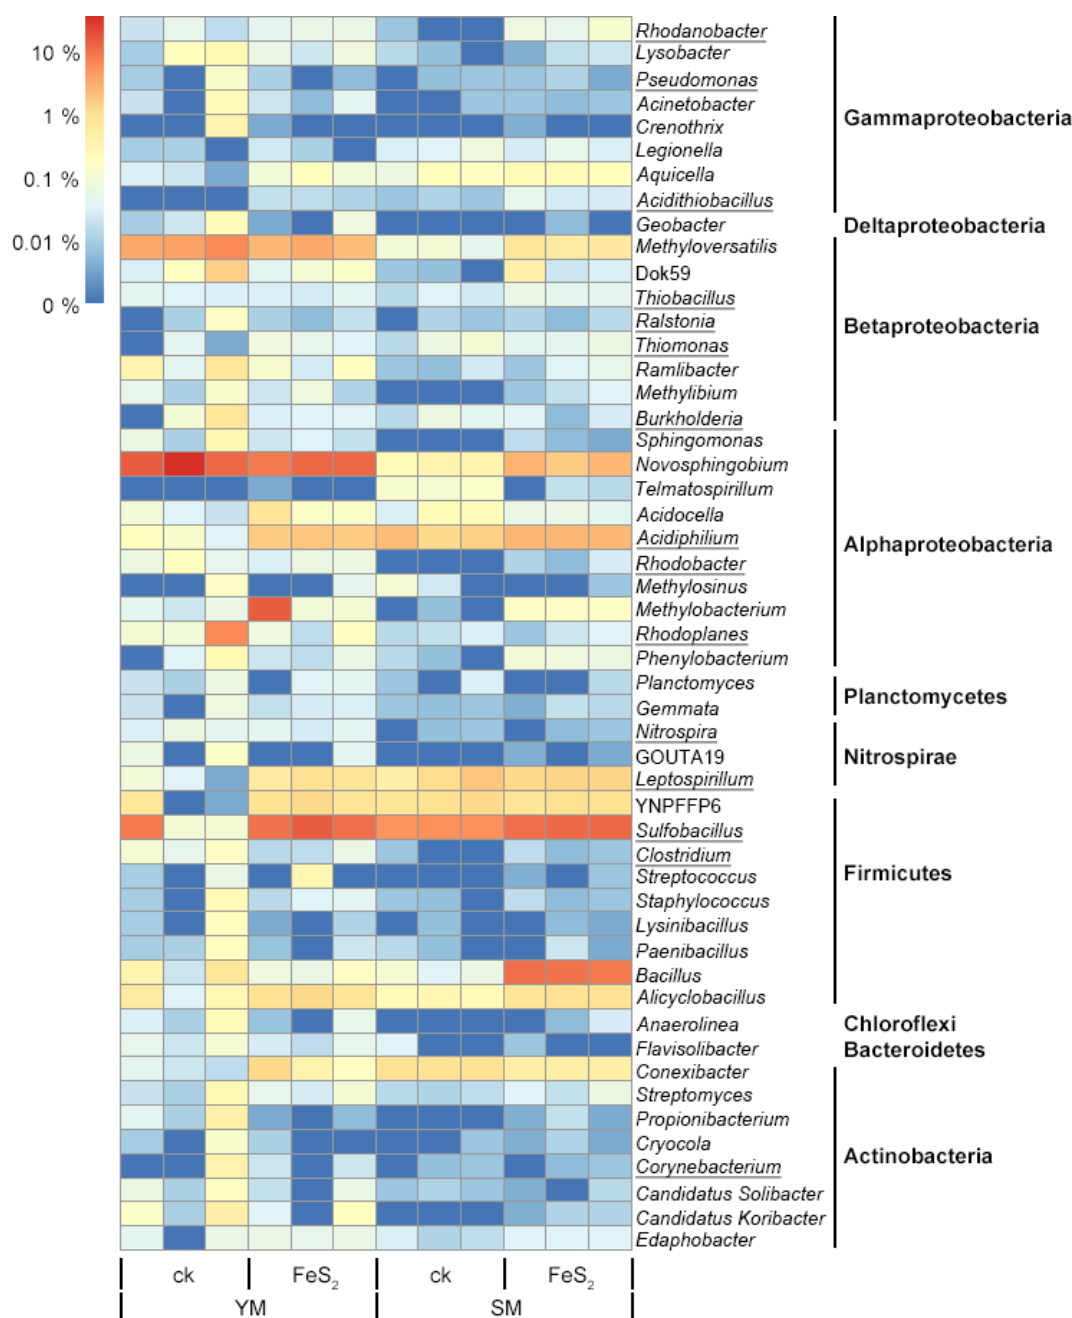 10 %
1 %
0.1 %
0.01 %
0 %
Rhodanobacter
Lysobacter
Pseudomonas
Acinetobacter
Crenothrix
Legionella
Aquicella
Acidithiobacillus
Geobacter
Methyloversatilis
Dok59
Thiobacillus
Ralstonia
Thiomonas
Ramlibacter
Methylibium
Burkholderia
Sphingomonas
Novosphingobium
Telmatospirillum
Acidocella
Acidiphilium
Rhodobacter
Methylosinus
Methylobacterium
Rhodoplanes
Phenylobacterium
Planctomyces
Gemmata
Nitrospira
GOUTA19
Leptospirillum
YNPFFP6
Sulfobacillus
Clostridium
Streptococcus
Staphylococcus
Lysinibacillus
Paenibacillus
Bacillus
Alicyclobacillus
Anaerolinea
Flavisolibacter
Conexibacter
Streptomyces
Propionibacterium
Cryocola
Corynebacterium
Candidatus Solibacter
Candidatus Koribacter
Edaphobacter
Gammaproteobacteria
Deltaproteobacteria
Betaproteobacteria
Alphaproteobacteria
Planctomycetes
Nitrospirae
Firmicutes
Chloroflexi
Bacteroidetes
Actinobacteria
ck FeS₂ ck FeS₂
YM SM